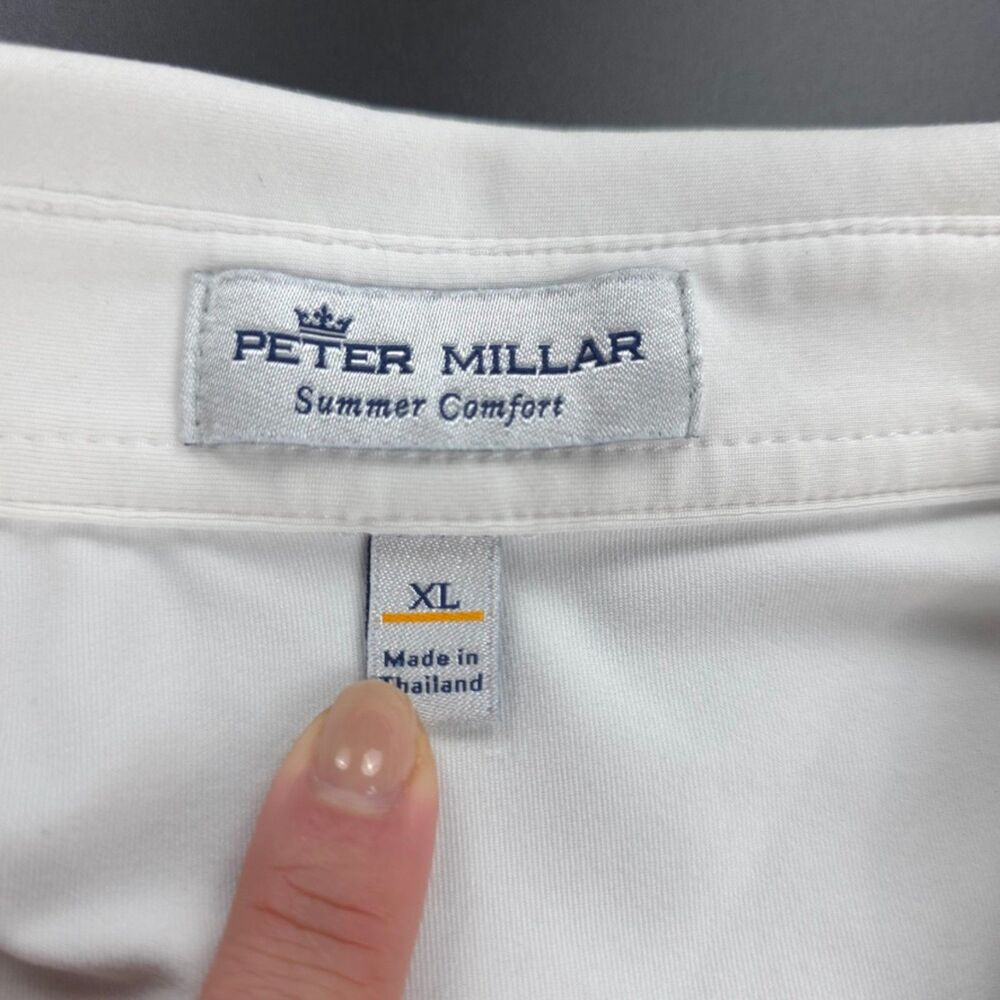 PETER MILLAR
Summer Comfort
XL
Made in
Thailand